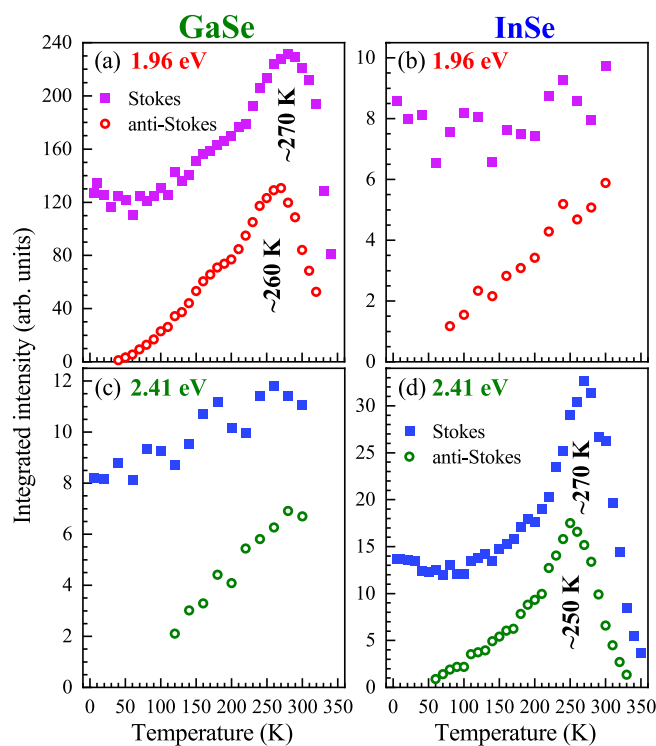 GaSe InSe
(a) 1.96 eV
Stokes
anti-Stokes
~270 K
~260 K
240
200
160
120
80
40
0
(b) 1.96 eV
10
8
6
4
2
0
Integrated intensity (arb. units)
(c) 2.41 eV
12
10
8
6
4
2
0
0 50 100 150 200 250 300
Temperature (K)
(d) 2.41 eV
Stokes
anti-Stokes
~270 K
~250 K
30
25
20
15
10
5
0
0 50 100 150 200 250 300 350
Temperature (K)